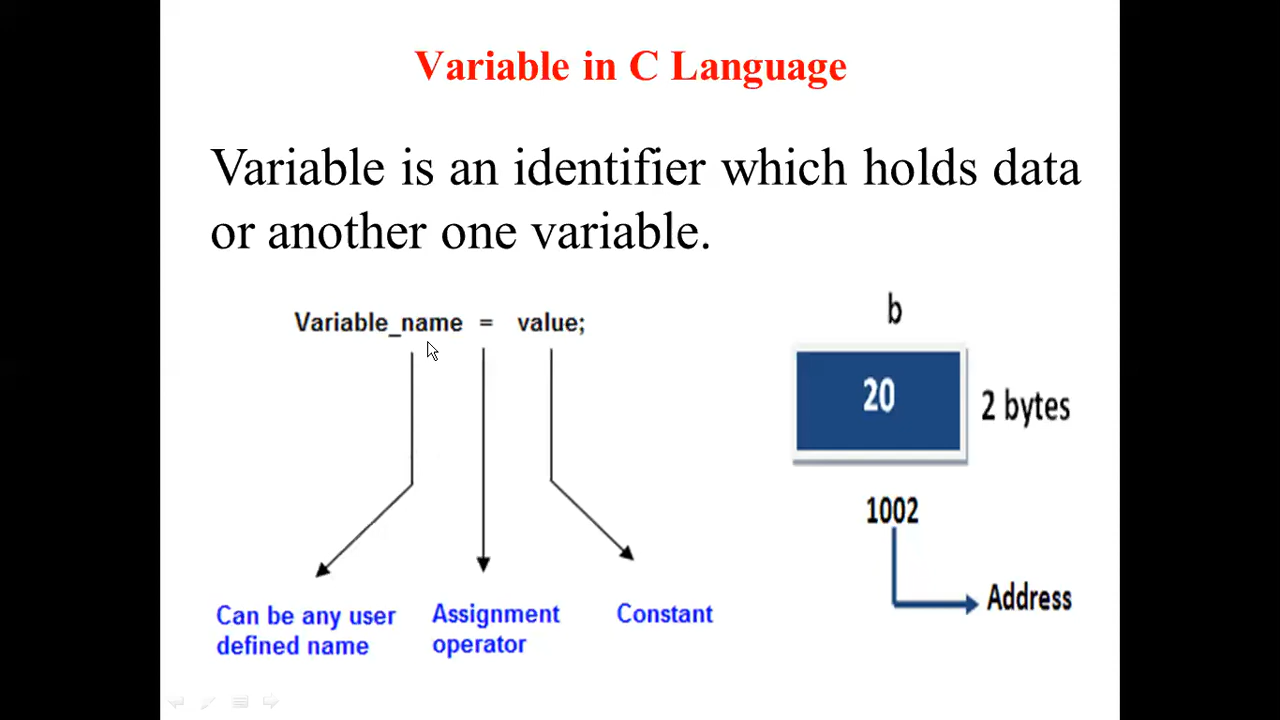 Variable in C Language
Variable is an identifier which holds data
or another one variable.
Variable_name = value;
Can be any user
defined name
Assignment
operator
Constant
b
20
2 bytes
1002
Address